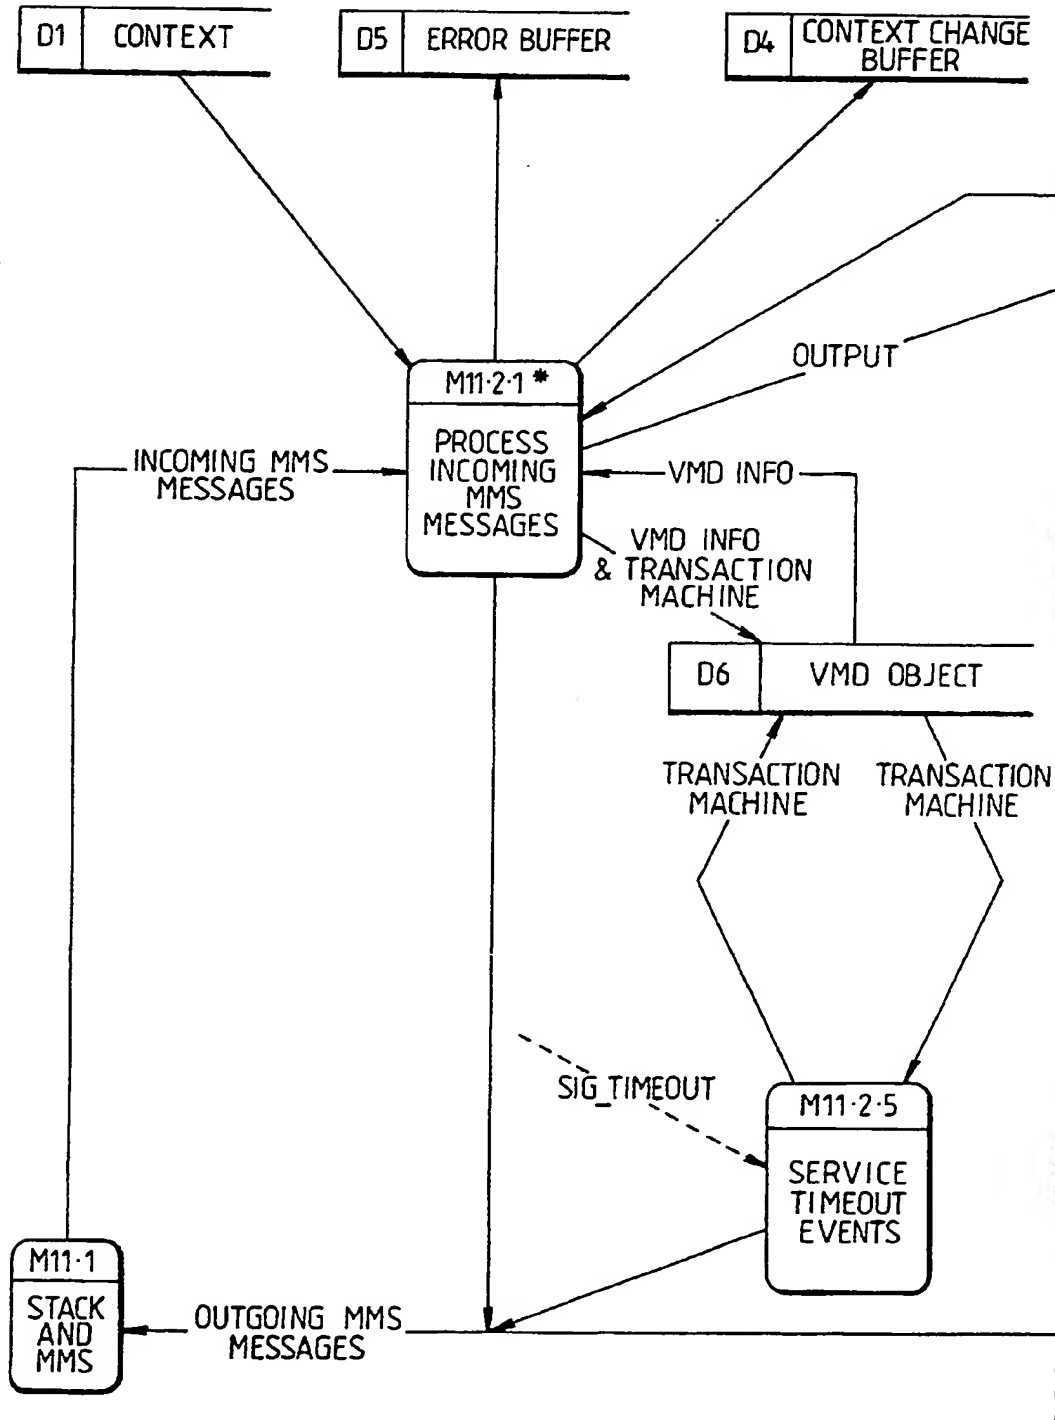 D1 CONTEXT
D5 ERROR BUFFER
D4 CONTEXT CHANGE
BUFFER
OUTPUT
M11·2·1 *
PROCESS
INCOMING
MMS
MESSAGES
INCOMING MMS
MESSAGES
VMD INFO
VMD INFO
& TRANSACTION
MACHINE
D6 VMD OBJECT
TRANSACTION
MACHINE
TRANSACTION
MACHINE
SIG_TIMEOUT
M11·2·5
SERVICE
TIMEOUT
EVENTS
M11·1
STACK
AND
MMS
OUTGOING MMS
MESSAGES